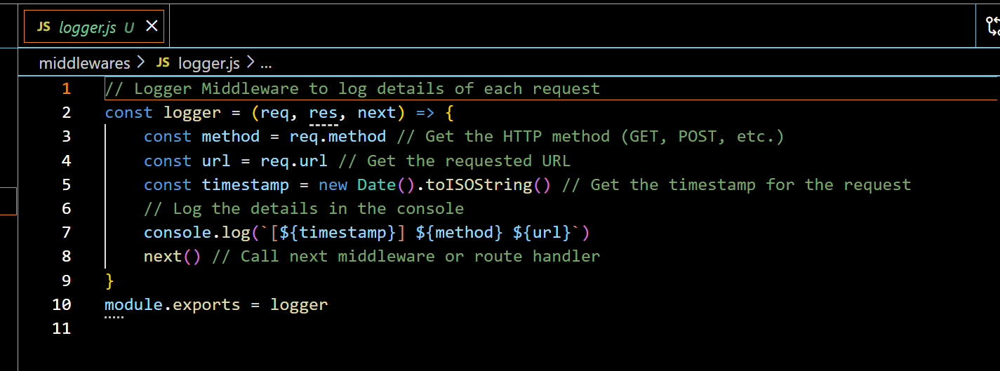 JS logger.js U ×
middlewares > JS logger.js > ...
1 // Logger Middleware to log details of each request
2 const logger = (req, res, next) => {
3     const method = req.method // Get the HTTP method (GET, POST, etc.)
4     const url = req.url // Get the requested URL
5     const timestamp = new Date().toISOString() // Get the timestamp for the request
6     // Log the details in the console
7     console.log(`[${timestamp}] ${method} ${url}`)
8     next() // Call next middleware or route handler
9 }
10 module.exports = logger
11